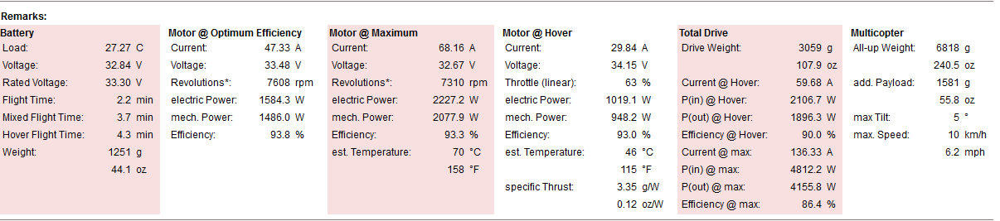 Remarks:
Battery Motor @ Optimum Efficiency Motor @ Maximum Motor @ Hover Total Drive Multicopter
Load: 27.27 C Current: 47.33 A Current: 68.16 A Current: 29.84 A Drive Weight: 3059 g All-up Weight: 6818 g
Voltage: 32.84 V Voltage: 33.48 V Voltage: 32.67 V Voltage: 34.15 V 107.9 oz 240.5 oz
Rated Voltage: 33.30 V Revolutions*: 7608 rpm Revolutions*: 7310 rpm Throttle (linear): 63 % Current @ Hover: 59.68 A add. Payload: 1581 g
Flight Time: 2.2 min electric Power: 1584.3 W electric Power: 2227.2 W electric Power: 1019.1 W P(in) @ Hover: 2106.7 W 55.8 oz
Mixed Flight Time: 3.7 min mech. Power: 1486.0 W mech. Power: 2077.9 W mech. Power: 948.2 W P(out) @ Hover: 1896.3 W max Tilt: 5 °
Hover Flight Time: 4.3 min Efficiency: 93.8 % Efficiency: 93.3 % Efficiency: 93.0 % Efficiency @ Hover: 90.0 % max. Speed: 10 km/h
Weight: 1251 g est. Temperature: 70 °C est. Temperature: 46 °C Current @ max: 136.33 A 6.2 mph
44.1 oz 158 °F 115 °F P(in) @ max: 4812.2 W
specific Thrust: 3.35 g/W P(out) @ max: 4155.8 W
0.12 oz/W Efficiency @ max: 86.4 %